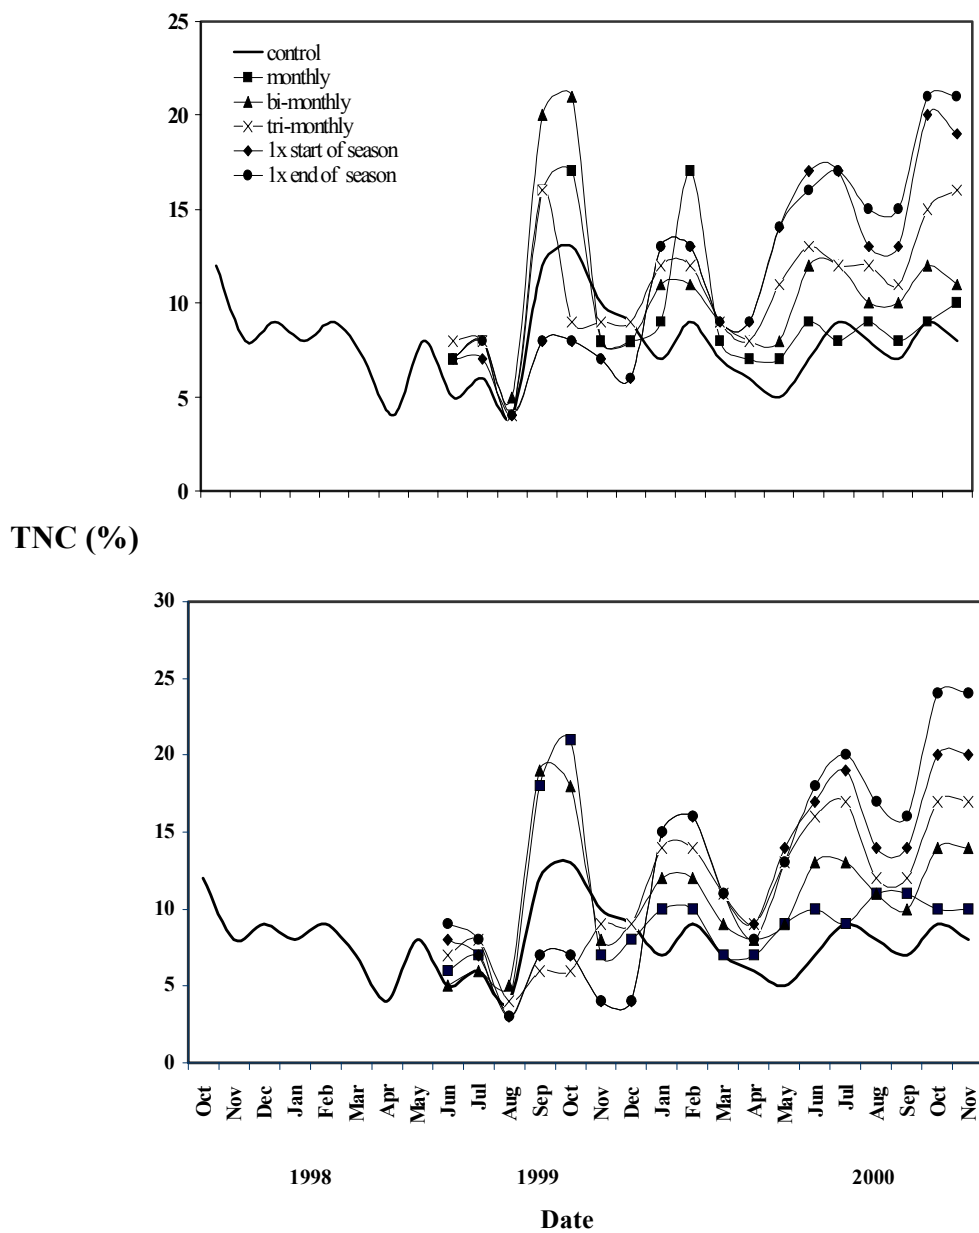 25
20
15
10
5
0
control
monthly
bi-monthly
tri-monthly
1x start of season
1x end of season
TNC (%)
30
25
20
15
10
5
0
Oct Nov Dec Jan Feb Mar Apr May Jun Jul Aug Sep Oct Nov Dec Jan Feb Mar Apr May Jun Jul Aug Sep Oct Nov
1998 1999 2000
Date